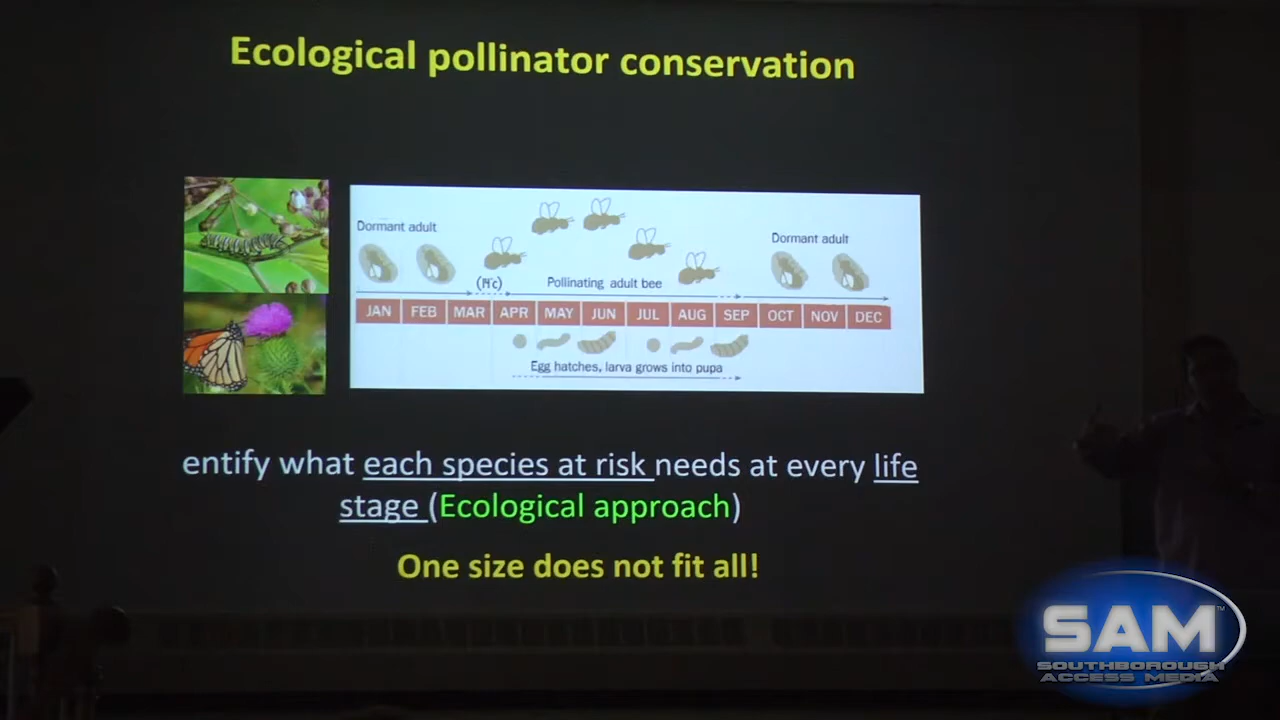 Ecological pollinator conservation
Dormant adult
Dormant adult
Pollinating adult bee
JAN FEB MAR APR MAY JUN JUL AUG SEP OCT NOV DEC
Egg hatches, larva grows into pupa
entify what each species at risk needs at every life
stage (Ecological approach)
One size does not fit all!
SAM™
SOUTHBOROUGH
ACCESS MEDIA